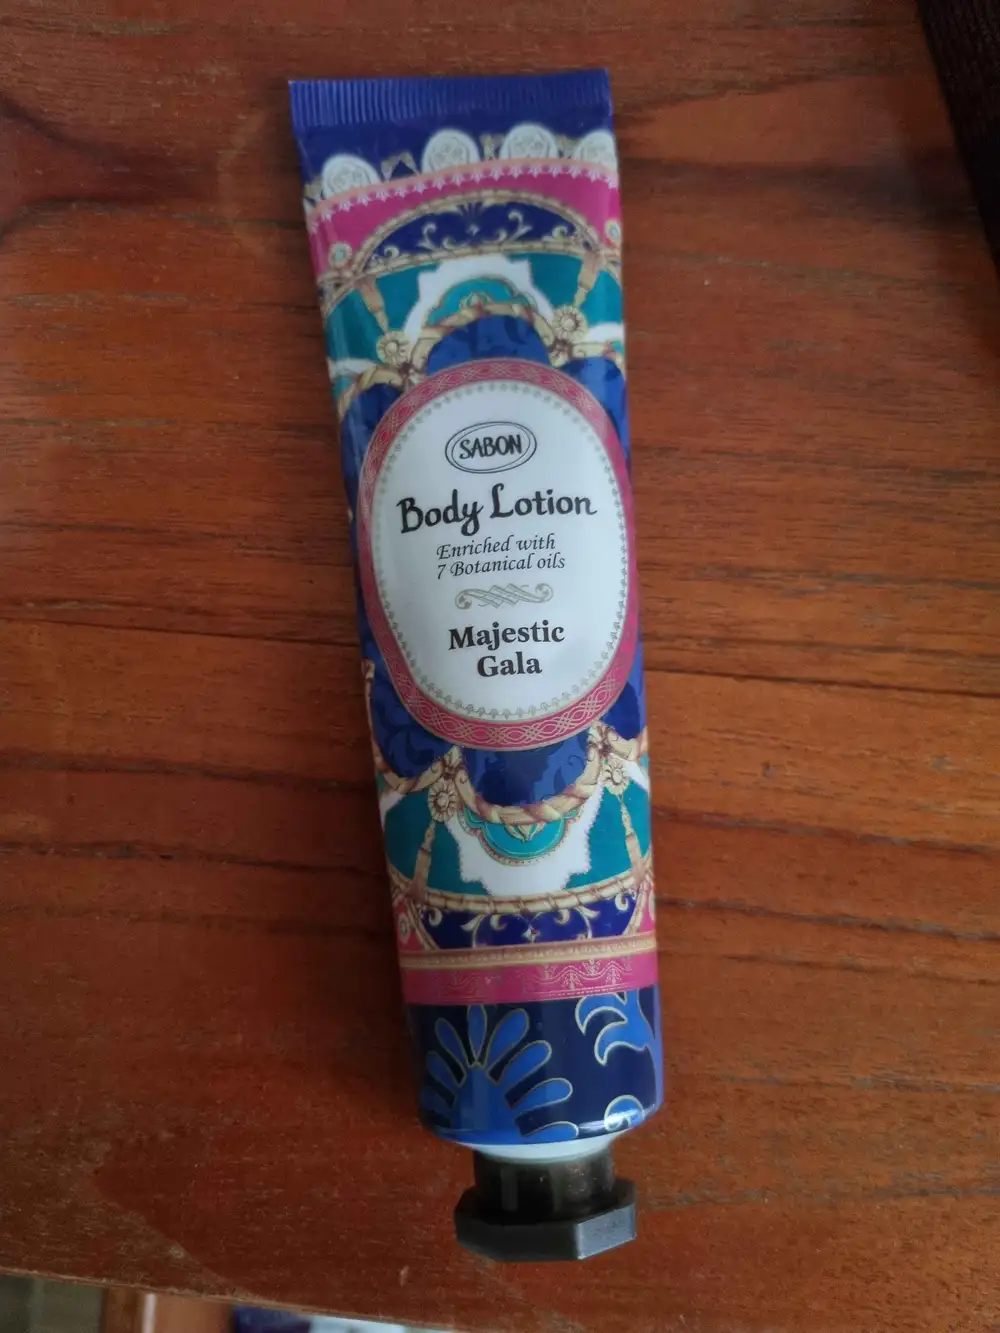 SABON
Body Lotion
Enriched with
7 Botanical oils
Majestic
Gala